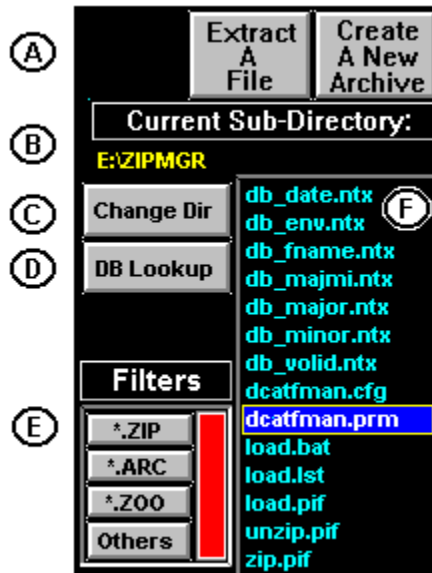 A
Extract
A
File
Create
A New
Archive
B
Current Sub-Directory:
E:\ZIPMGR
C
Change Dir
D
DB Lookup
F
db_date.ntx
db_env.ntx
db_fname.ntx
db_majmi.ntx
db_major.ntx
db_minor.ntx
db_volid.ntx
dcatfman.cfg
dcatfman.prm
load.bat
load.lst
load.pif
unzip.pif
zip.pif
Filters
E
*.ZIP
*.ARC
*.ZOO
Others